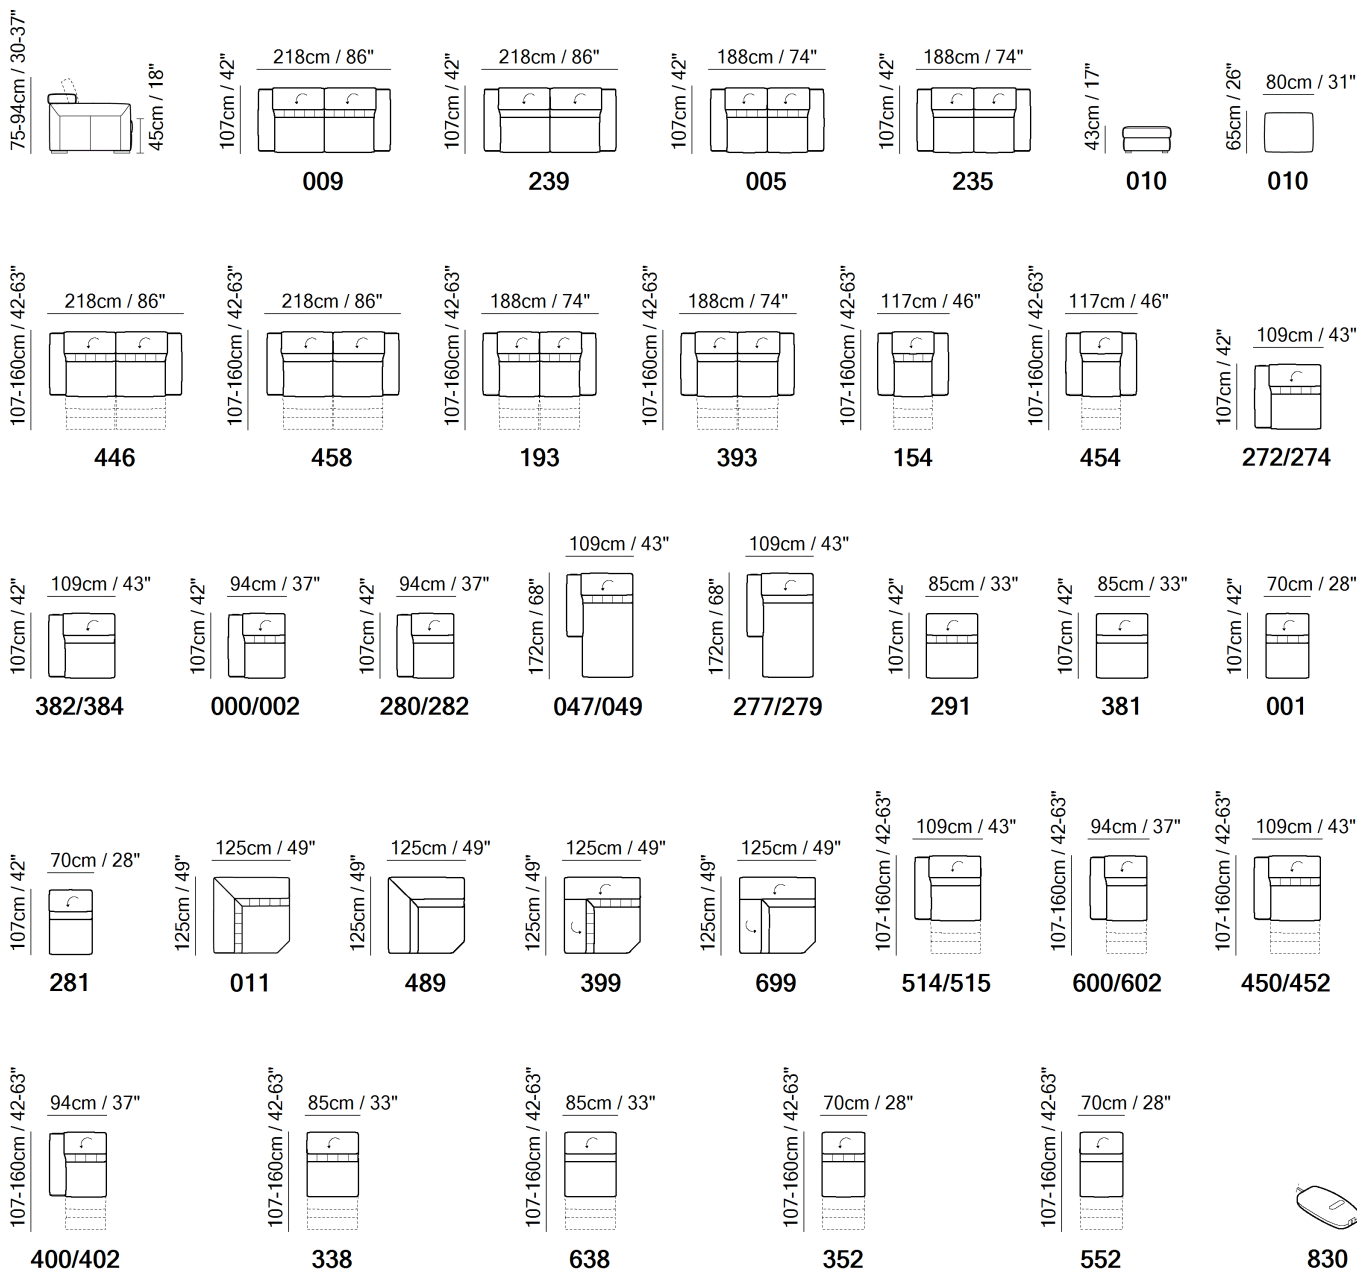 75-94cm / 30-37"
45cm / 18"
107cm / 42"
218cm / 86"
009
107cm / 42"
218cm / 86"
239
107cm / 42"
188cm / 74"
005
107cm / 42"
188cm / 74"
235
43cm / 17"
010
65cm / 26"
80cm / 31"
010
107-160cm / 42-63"
218cm / 86"
446
107-160cm / 42-63"
218cm / 86"
458
107-160cm / 42-63"
188cm / 74"
193
107-160cm / 42-63"
188cm / 74"
393
107-160cm / 42-63"
117cm / 46"
154
107-160cm / 42-63"
117cm / 46"
454
107cm / 42"
109cm / 43"
272/274
107cm / 42"
109cm / 43"
382/384
107cm / 42"
94cm / 37"
000/002
107cm / 42"
94cm / 37"
280/282
172cm / 68"
109cm / 43"
047/049
172cm / 68"
109cm / 43"
277/279
107cm / 42"
85cm / 33"
291
107cm / 42"
85cm / 33"
381
107cm / 42"
70cm / 28"
001
107cm / 42"
70cm / 28"
281
125cm / 49"
125cm / 49"
011
125cm / 49"
125cm / 49"
489
125cm / 49"
125cm / 49"
399
125cm / 49"
125cm / 49"
699
107-160cm / 42-63"
109cm / 43"
514/515
107-160cm / 42-63"
94cm / 37"
600/602
107-160cm / 42-63"
109cm / 43"
450/452
107-160cm / 42-63"
94cm / 37"
400/402
107-160cm / 42-63"
85cm / 33"
338
107-160cm / 42-63"
85cm / 33"
638
107-160cm / 42-63"
70cm / 28"
352
107-160cm / 42-63"
70cm / 28"
552
830